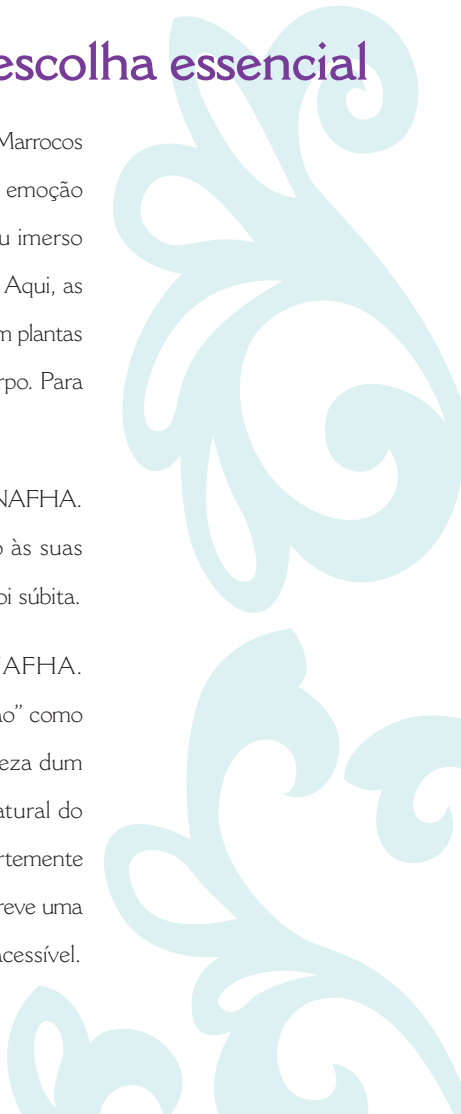 escolha essencial
Marrocos
emoção
u imerso
Aqui, as
m plantas
rpo. Para
NAFHA.
o às suas
oi súbita.
AFHA.
o” como
eza dum
atural do
rtemente
reve uma
acessível.